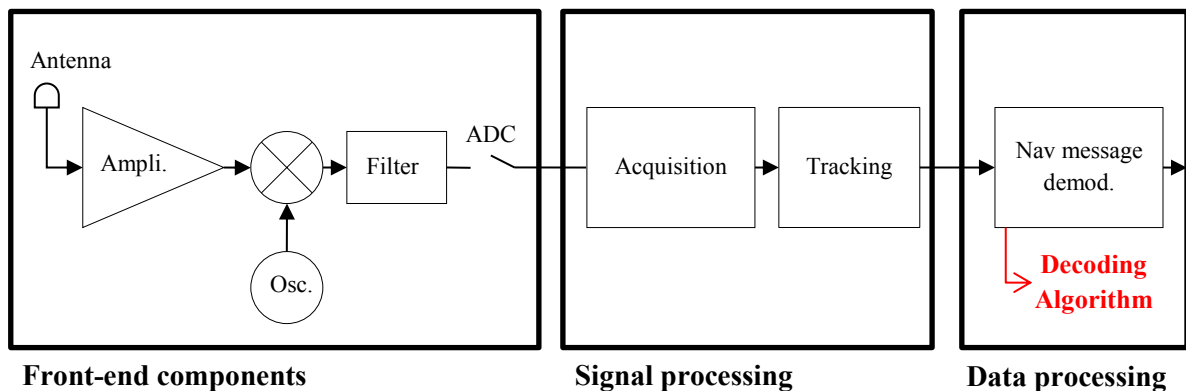 Antenna
Ampli.
Filter
ADC
Osc.
Acquisition
Tracking
Nav message
demod.
Decoding
Algorithm
Front-end components
Signal processing
Data processing